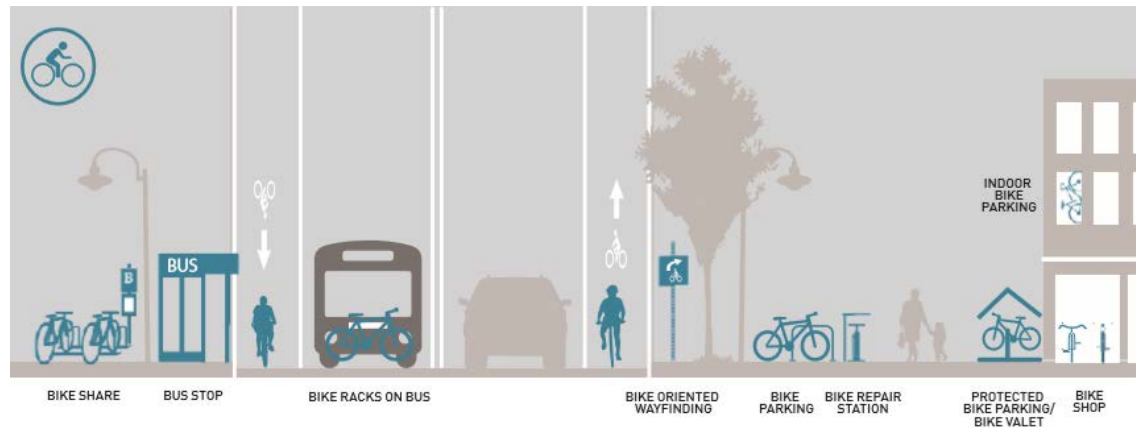 B
BUS
INDOOR
BIKE
PARKING
BIKE SHARE
BUS STOP
BIKE RACKS ON BUS
BIKE ORIENTED
WAYFINDING
BIKE
PARKING
BIKE REPAIR
STATION
PROTECTED
BIKE PARKING/
BIKE VALET
BIKE
SHOP